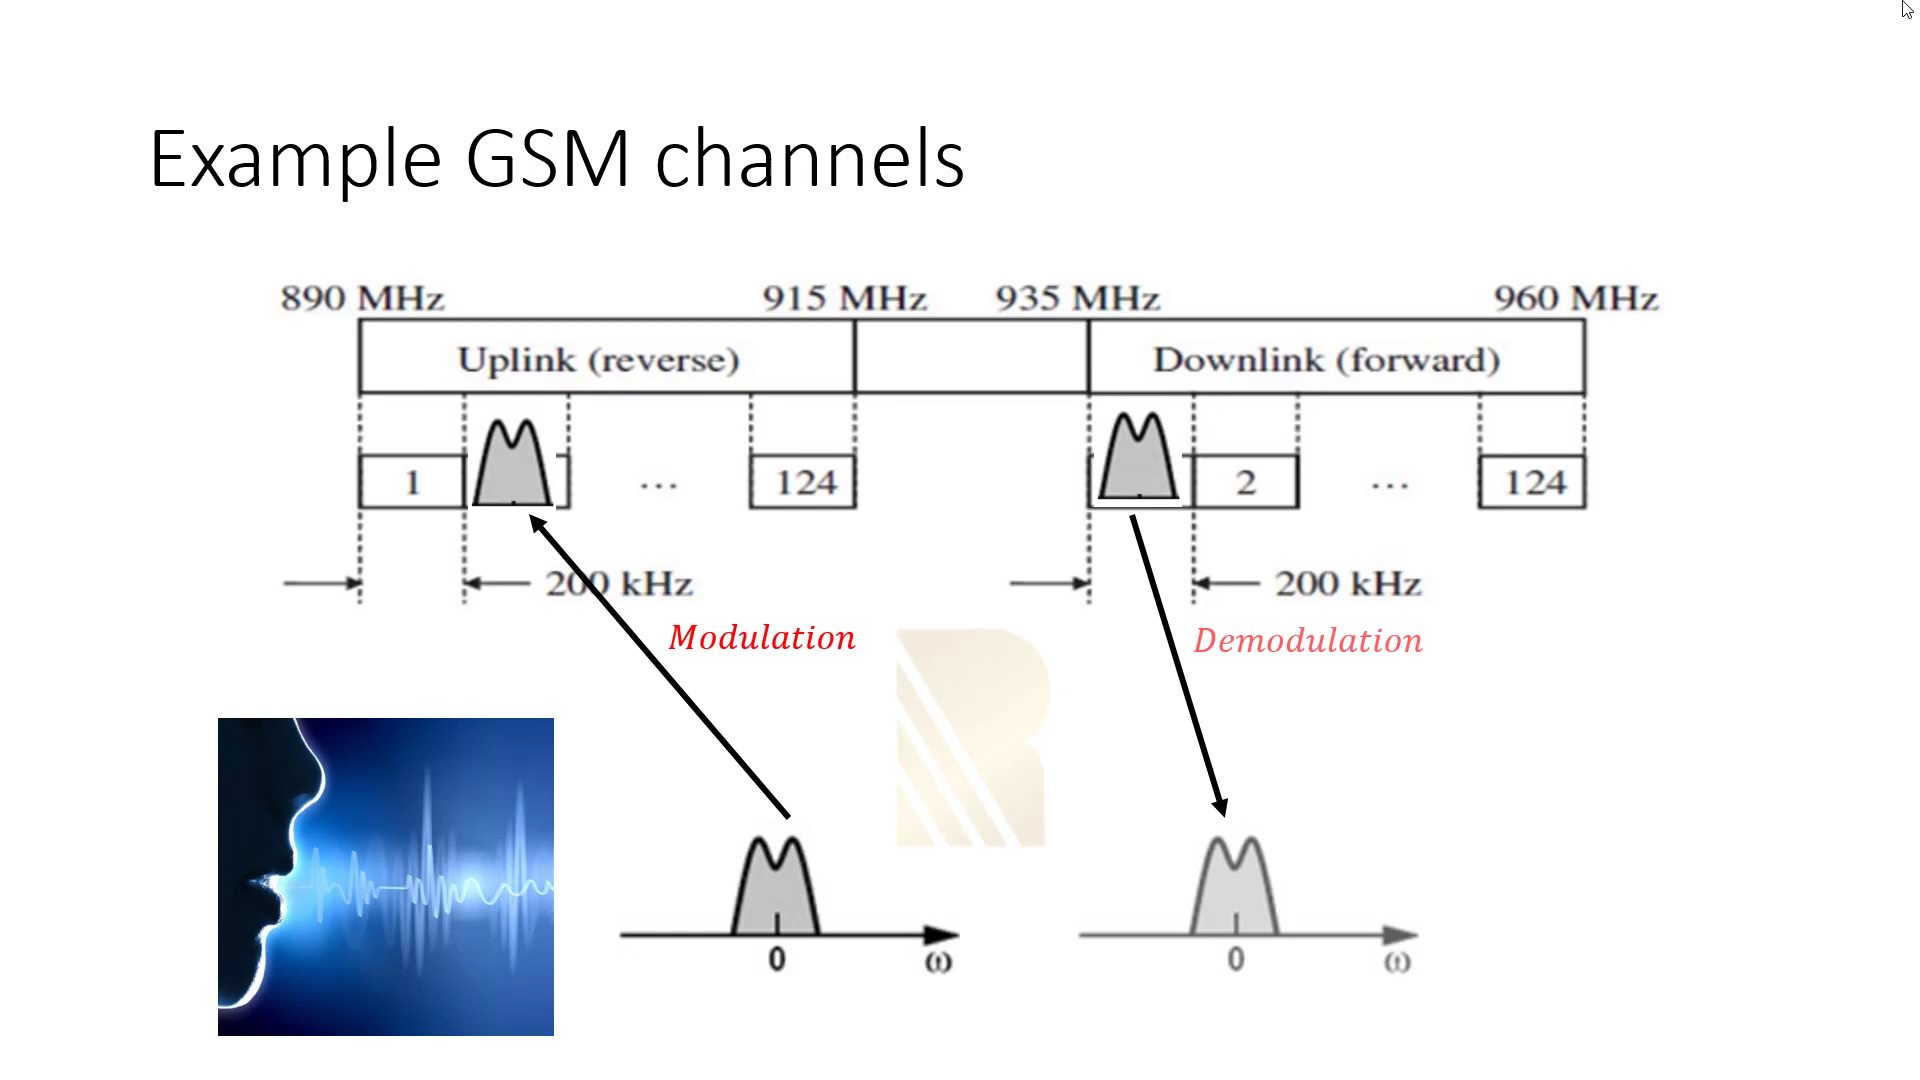 Example GSM channels
890 MHz 915 MHz 935 MHz 960 MHz
Uplink (reverse) Downlink (forward)
1 ... 124 2 ... 124
200 kHz 200 kHz
Modulation Demodulation
0 ω 0 ω